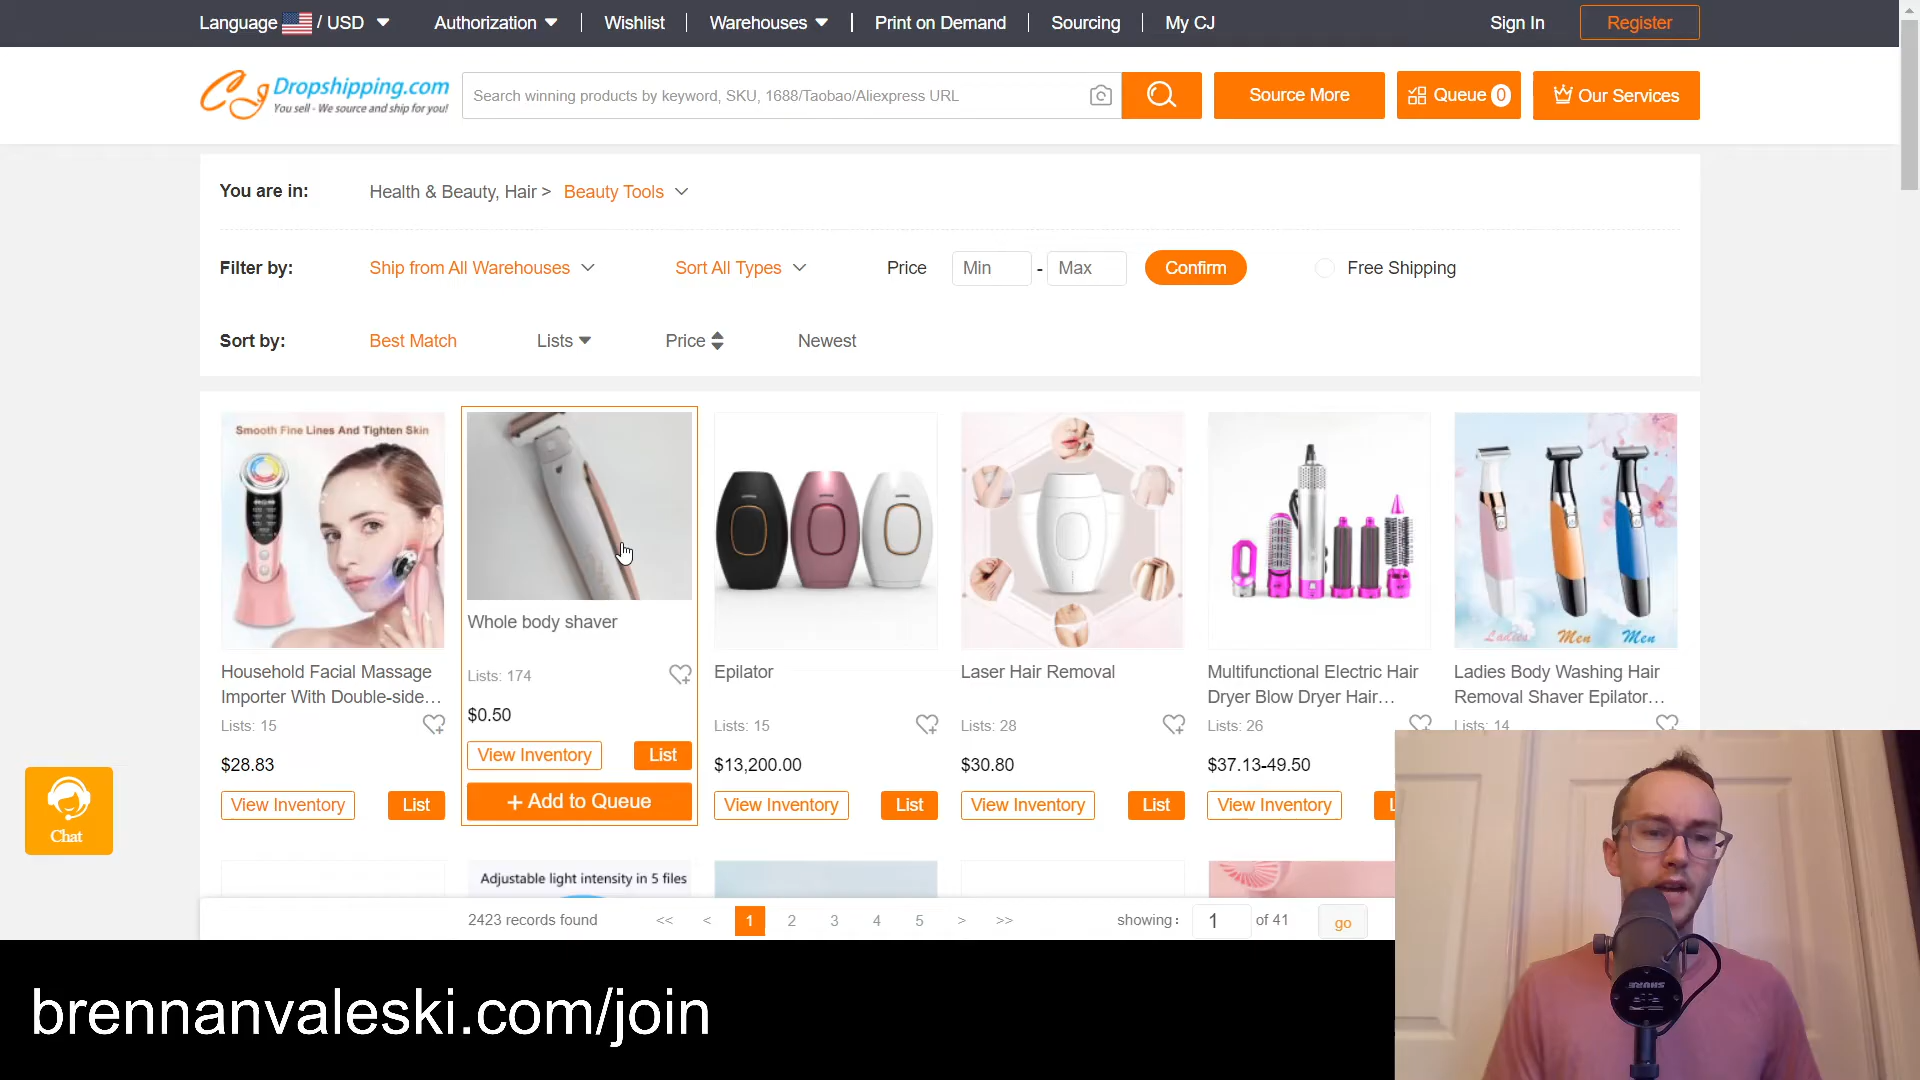 Language / USD Authorization Wishlist Warehouses Print on Demand Sourcing My CJ Sign In Register
CJ Dropshipping.com
You sell - We source and ship for you!
Search winning products by keyword, SKU, 1688/Taobao/Aliexpress URL
Source More
Queue 0
Our Services
You are in: Health & Beauty, Hair > Beauty Tools
Filter by: Ship from All Warehouses Sort All Types Price Min - Max Confirm Free Shipping
Sort by: Best Match Lists Price Newest
Smooth Fine Lines And Tighten Skin
Household Facial Massage
Importer With Double-side...
Lists: 15
$28.83
View Inventory List
Whole body shaver
Lists: 174
$0.50
View Inventory List
+ Add to Queue
Epilator
Lists: 15
$13,200.00
View Inventory List
Laser Hair Removal
Lists: 28
$30.80
View Inventory List
Multifunctional Electric Hair
Dryer Blow Dryer Hair...
Lists: 26
$37.13-49.50
View Inventory L
Ladies Men Men
Ladies Body Washing Hair
Removal Shaver Epilator...
Lists: 14
Chat
Adjustable light intensity in 5 files
2423 records found << < 1 2 3 4 5 > >> showing: 1 of 41 go
brennanvaleski.com/join